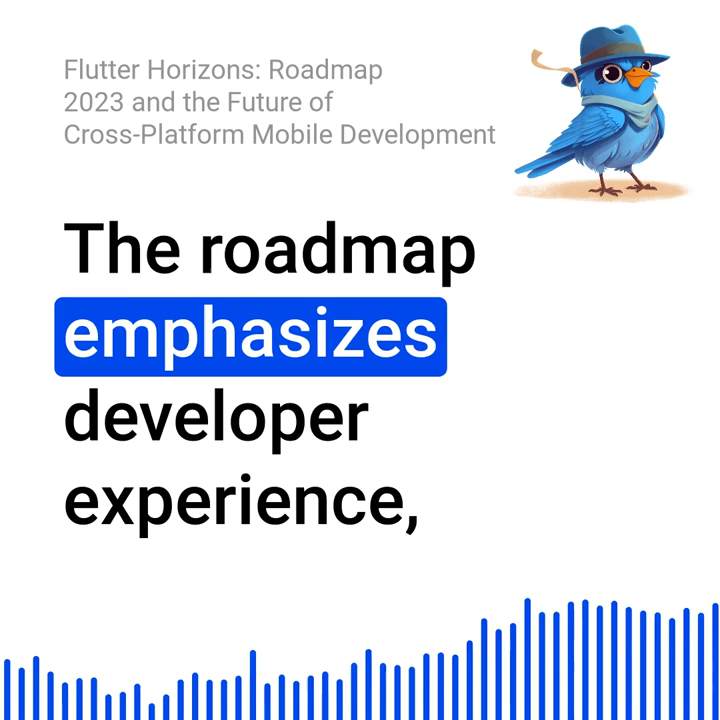 Flutter Horizons: Roadmap
2023 and the Future of
Cross-Platform Mobile Development
The roadmap
emphasizes
developer
experience,